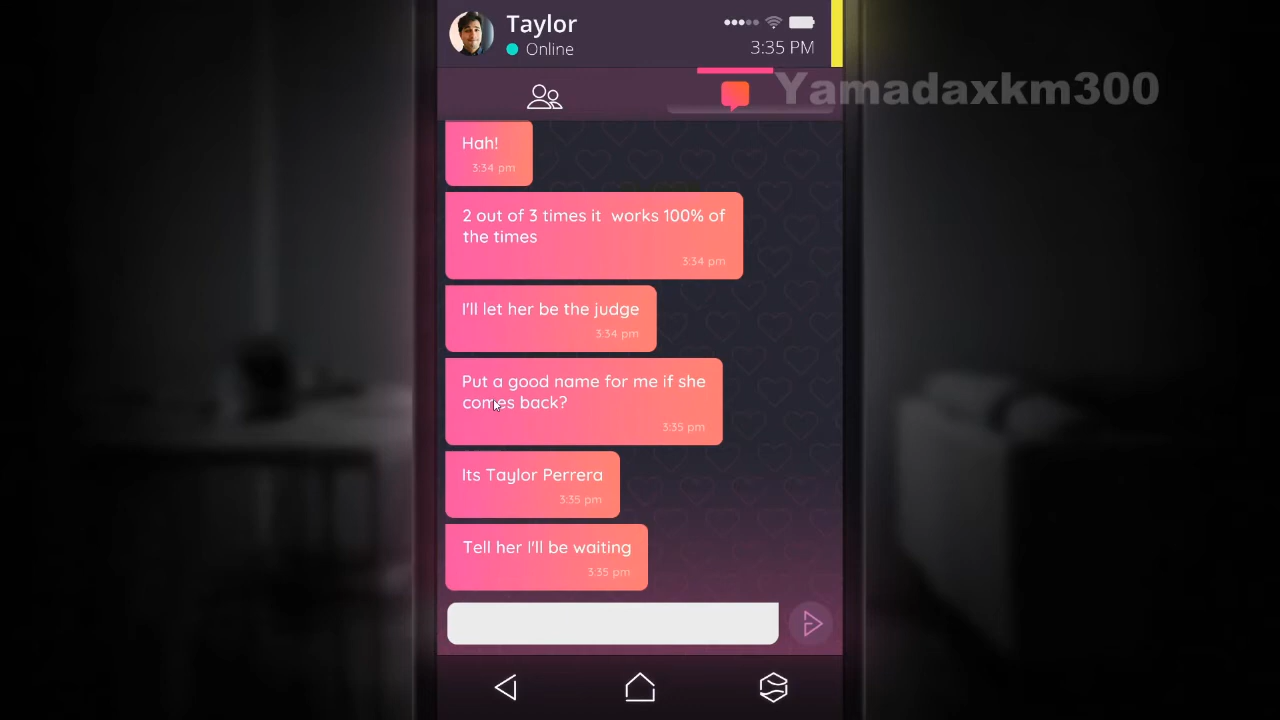 Taylor
Online
3:35 PM
Yamadaxkm300
Hah!
3:34 pm
2 out of 3 times it works 100% of
the times
3:34 pm
I'll let her be the judge
3:34 pm
Put a good name for me if she
comes back?
3:35 pm
Its Taylor Perrera
3:35 pm
Tell her I'll be waiting
3:35 pm